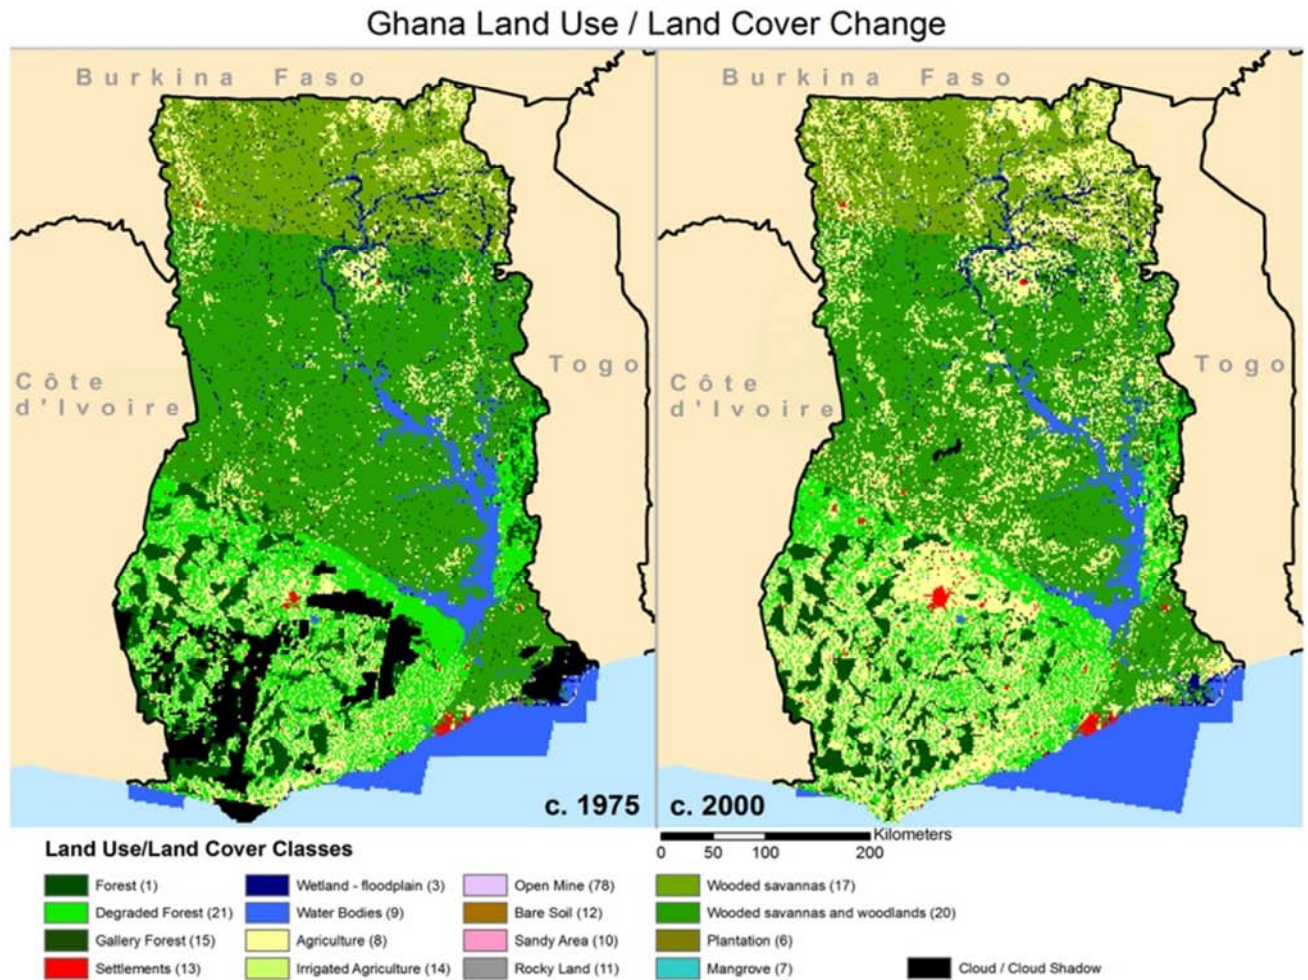 Ghana Land Use / Land Cover Change
Burkina Faso
Burkina Faso
Côte
d'Ivoire
Togo
Côte
d'Ivoire
Togo
c. 1975
c. 2000
Kilometers
0 50 100 200
Land Use/Land Cover Classes
Forest (1)
Degraded Forest (21)
Gallery Forest (15)
Settlements (13)
Wetland - floodplain (3)
Water Bodies (9)
Agriculture (8)
Irrigated Agriculture (14)
Open Mine (78)
Bare Soil (12)
Sandy Area (10)
Rocky Land (11)
Wooded savannas (17)
Wooded savannas and woodlands (20)
Plantation (6)
Mangrove (7)
Cloud / Cloud Shadow